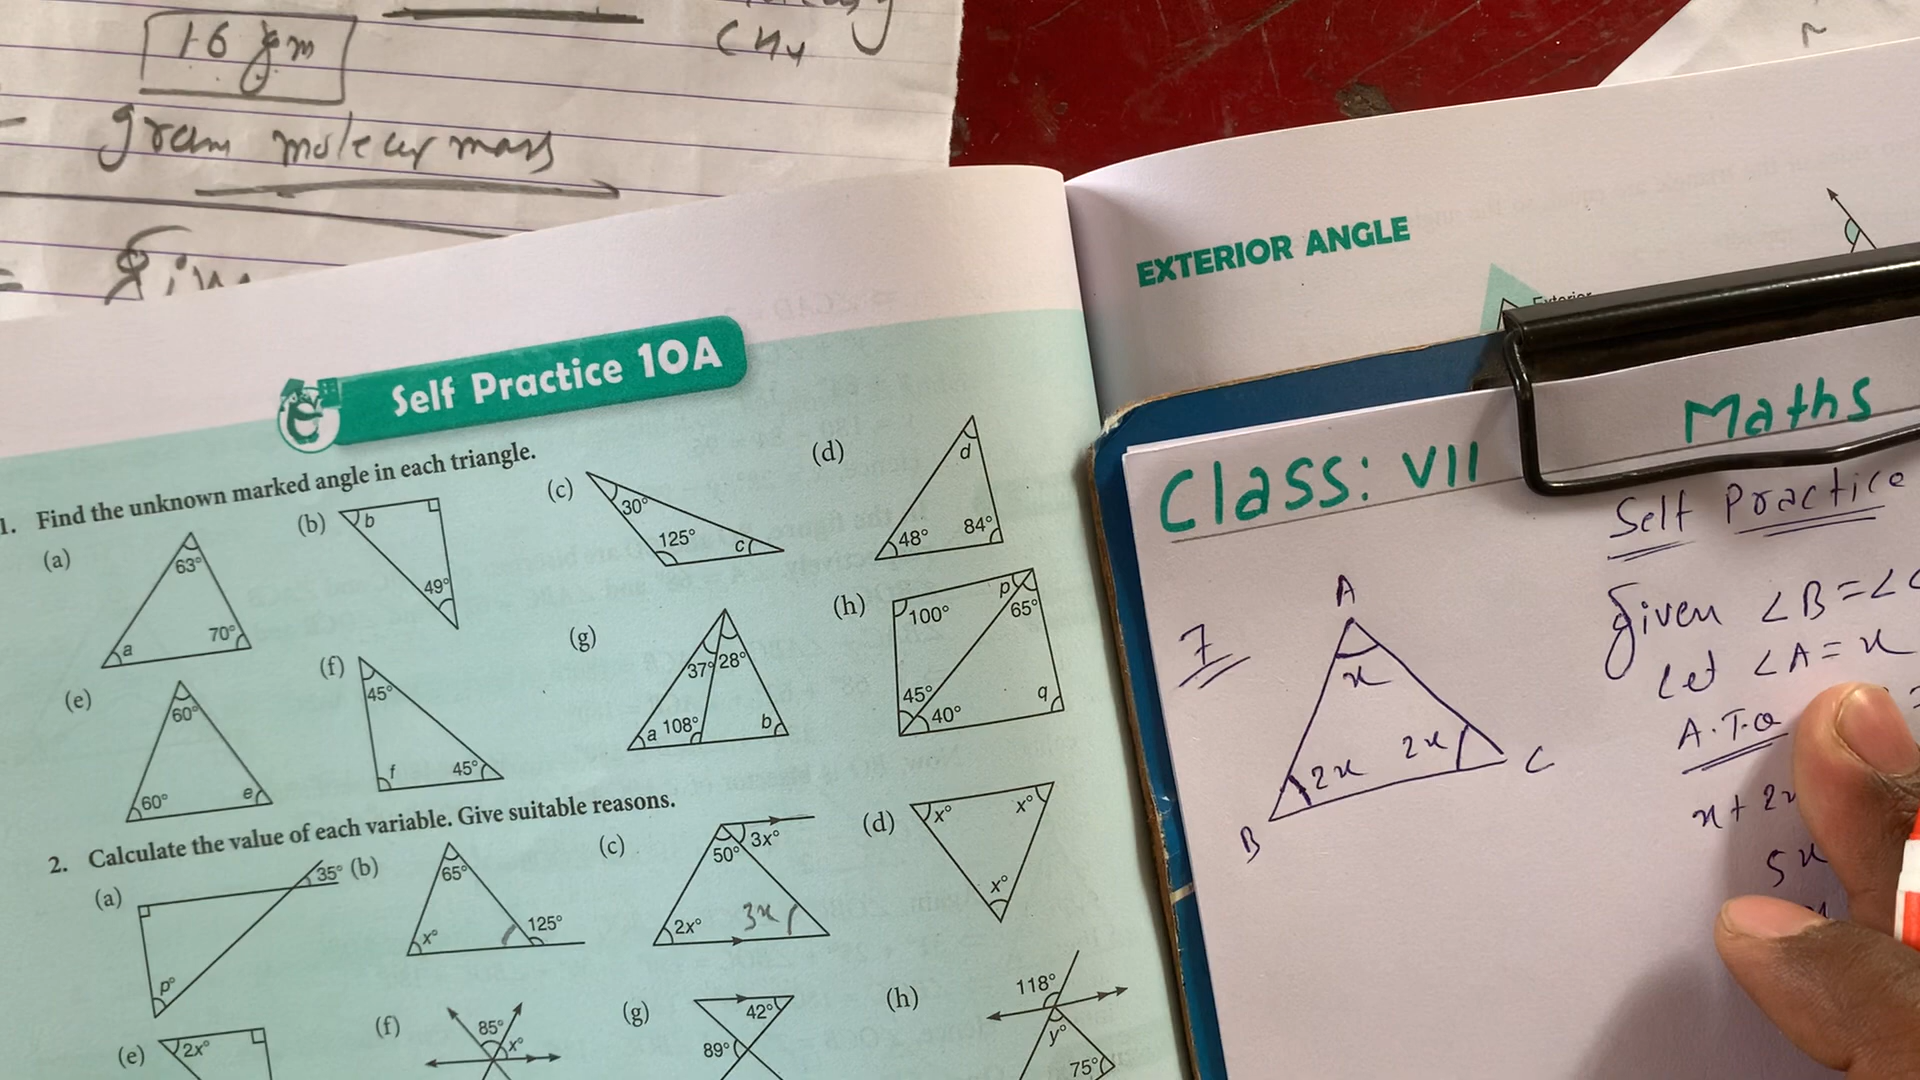 16 gm
CH4
gram molecular mass
Self Practice 10A
1. Find the unknown marked angle in each triangle.
(a) 63° 70° a
(b) b 49°
(c) 30° 125° c
(d) d 48° 84°
(e) 60° 60° e
(f) 45° f 45°
(g) 37° 28° a 108° b
(h) 100° p 65° 45° 40° q
2. Calculate the value of each variable. Give suitable reasons.
(a) 35° p°
(b) 65° x° 125°
(c) 50° 3x° 2x° 3x
(d) x° x° x°
(e) 2x°
(f) 85° x°
(g) 42° 89°
(h) 118° y° 75°
EXTERIOR ANGLE
Exterior
Maths
Class: VII
Self Practice
7
A
x
2x 2x
B C
given ∠B = ∠
Let ∠A = x
A.T.Q
x + 2x
5x